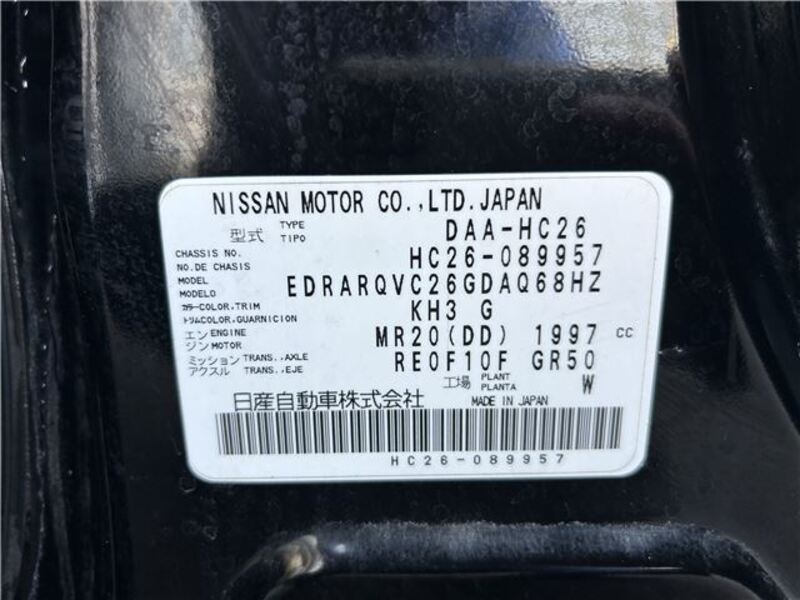 NISSAN MOTOR CO.,LTD.JAPAN
型式 TYPE TIPO DAA-HC26
CHASSIS NO. NO.DE CHASIS HC26-089957
MODEL MODELO EDRARQVC26GDAQ68HZ
カラーCOLOR,TRIM トリムCOLOR,GUARNICION KH3 G
エンジン ENGINE MOTOR MR20(DD) 1997 CC
ミッション アクスル TRANS.,AXLE TRANS.,EJE RE0F10F GR50
工場 PLANT PLANTA W
日産自動車株式会社 MADE IN JAPAN
HC26-089957